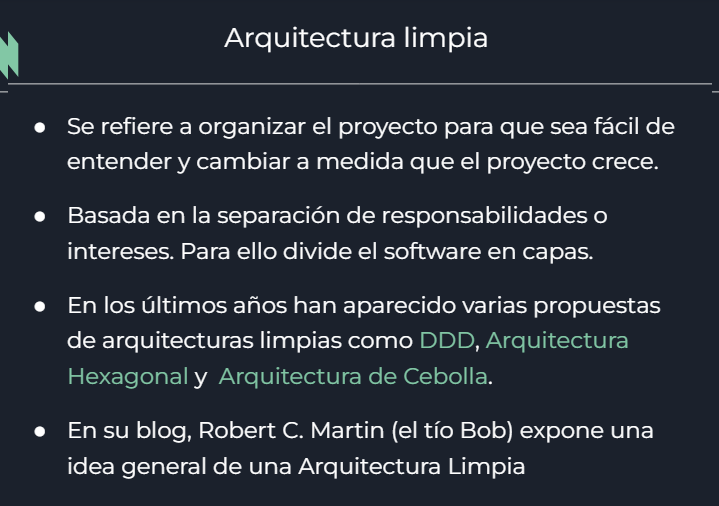 Arquitectura limpia
● Se refiere a organizar el proyecto para que sea fácil de
entender y cambiar a medida que el proyecto crece.
● Basada en la separación de responsabilidades o
intereses. Para ello divide el software en capas.
● En los últimos años han aparecido varias propuestas
de arquitecturas limpias como DDD, Arquitectura
Hexagonal y Arquitectura de Cebolla.
● En su blog, Robert C. Martin (el tío Bob) expone una
idea general de una Arquitectura Limpia